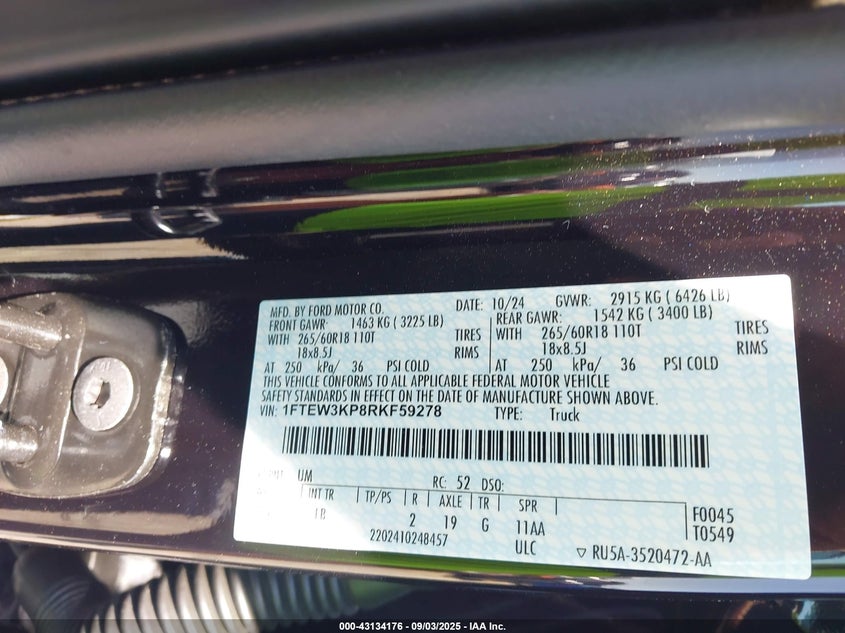 MFD. BY FORD MOTOR CO. DATE: 10/24 GVWR: 2915 KG ( 6426 LB)
FRONT GAWR: 1463 KG ( 3225 LB) REAR GAWR: 1542 KG ( 3400 LB)
WITH 265/60R18 110T TIRES WITH 265/60R18 110T TIRES
18x8.5J RIMS 18x8.5J RIMS
AT 250 kPa/ 36 PSI COLD AT 250 kPa/ 36 PSI COLD
THIS VEHICLE CONFORMS TO ALL APPLICABLE FEDERAL MOTOR VEHICLE
SAFETY STANDARDS IN EFFECT ON THE DATE OF MANUFACTURE SHOWN ABOVE.
VIN: 1FTEW3KP8RKF59278 TYPE: Truck
UM RC: 52 DSO:
INT TR TP/PS R AXLE TR SPR F0045
2 19 G 11AA T0549
2202410248457 ULC ▽ RU5A-3520472-AA
000-43134176 - 09/03/2025 - IAA Inc.